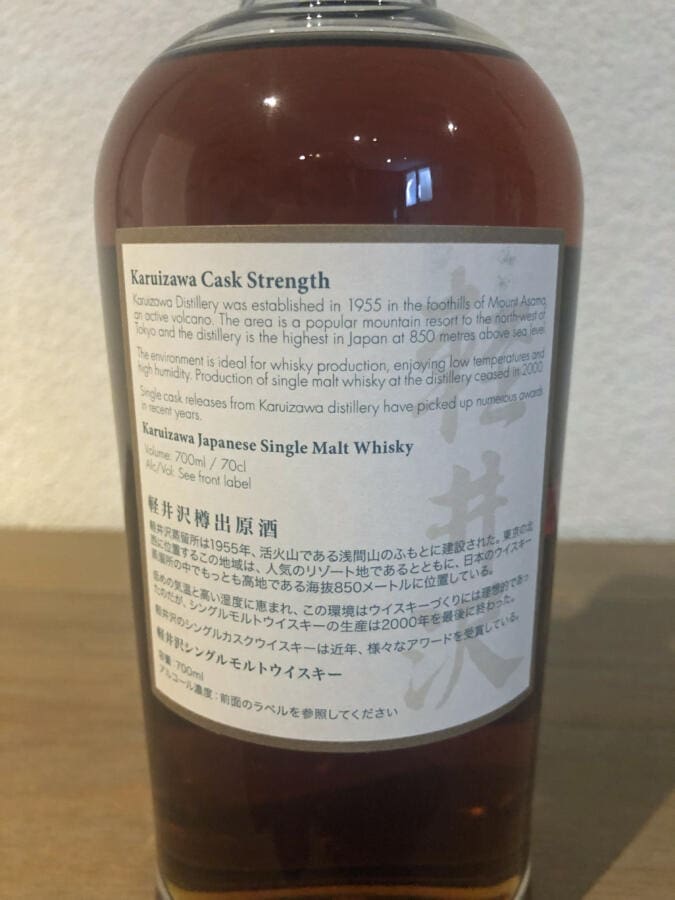 Karuizawa Cask Strength
Karuizawa Distillery was established in 1955 in the foothills of Mount Asama,
an active volcano. The area is a popular mountain resort to the north-west of
Tokyo and the distillery is the highest in Japan at 850 metres above sea level.
The environment is ideal for whisky production, enjoying low temperatures and
high humidity. Production of single malt whisky at the distillery ceased in 2000.
Single cask releases from Karuizawa distillery have picked up numerous awards
in recent years.
Karuizawa Japanese Single Malt Whisky
Volume: 700ml / 70cl
Alc/Vol: See front label
軽井沢樽出原酒
軽井沢蒸留所は1955年、活火山である浅間山のふもとに建設された。東京の北
西に位置するこの地域は、人気のリゾート地であるとともに、日本のウイスキー
蒸留所の中でもっとも高地である海抜850メートルに位置している。
低めの気温と高い湿度に恵まれ、この環境はウイスキーづくりには理想的であっ
たのだが、シングルモルトウイスキーの生産は2000年を最後に終わった。
軽井沢のシングルカスクウイスキーは近年、様々なアワードを受賞している。
軽井沢シングルモルトウイスキー
容量:700ml
アルコール濃度:前面のラベルを参照してください
軽井沢